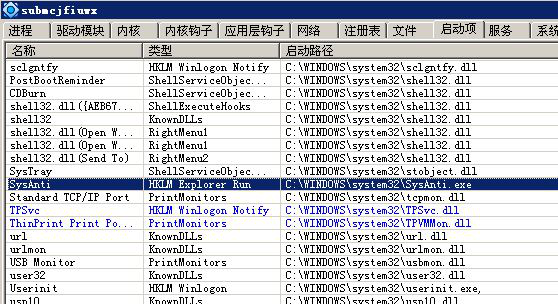 submcjfiuwx
进程 驱动模块 内核 内核钩子 应用层钩子 网络 注册表 文件 启动项 服务 系统
名称 类型 启动路径
sclgntfy HKLM Winlogon Notify C:\WINDOWS\system32\sclgntfy.dll
PostBootReminder ShellServiceObjec... C:\WINDOWS\system32\shell32.dll
CDBurn ShellServiceObjec... C:\WINDOWS\system32\shell32.dll
shell32.dll({AEB67... ShellExecuteHooks C:\WINDOWS\system32\shell32.dll
shell32 KnownDLLs C:\WINDOWS\system32\shell32.dll
shell32.dll(Open W... RightMenu1 C:\WINDOWS\system32\shell32.dll
shell32.dll(Open W... RightMenu1 C:\WINDOWS\system32\shell32.dll
shell32.dll(Send To) RightMenu2 C:\WINDOWS\system32\shell32.dll
SysTray ShellServiceObjec... C:\WINDOWS\system32\stobject.dll
SysAnti HKLM Explorer Run C:\WINDOWS\system32\SysAnti.exe
Standard TCP/IP Port PrintMonitors C:\WINDOWS\system32\tcpmon.dll
TPSvc HKLM Winlogon Notify C:\WINDOWS\system32\TPSvc.dll
ThinPrint Print Po... PrintMonitors C:\WINDOWS\system32\TPVMMon.dll
url KnownDLLs C:\WINDOWS\system32\url.dll
urlmon KnownDLLs C:\WINDOWS\system32\urlmon.dll
USB Monitor PrintMonitors C:\WINDOWS\system32\usbmon.dll
user32 KnownDLLs C:\WINDOWS\system32\user32.dll
Userinit HKLM Winlogon C:\WINDOWS\system32\userinit.exe,
usp10 KnownDLLs C:\WINDOWS\system32\usp10.dll